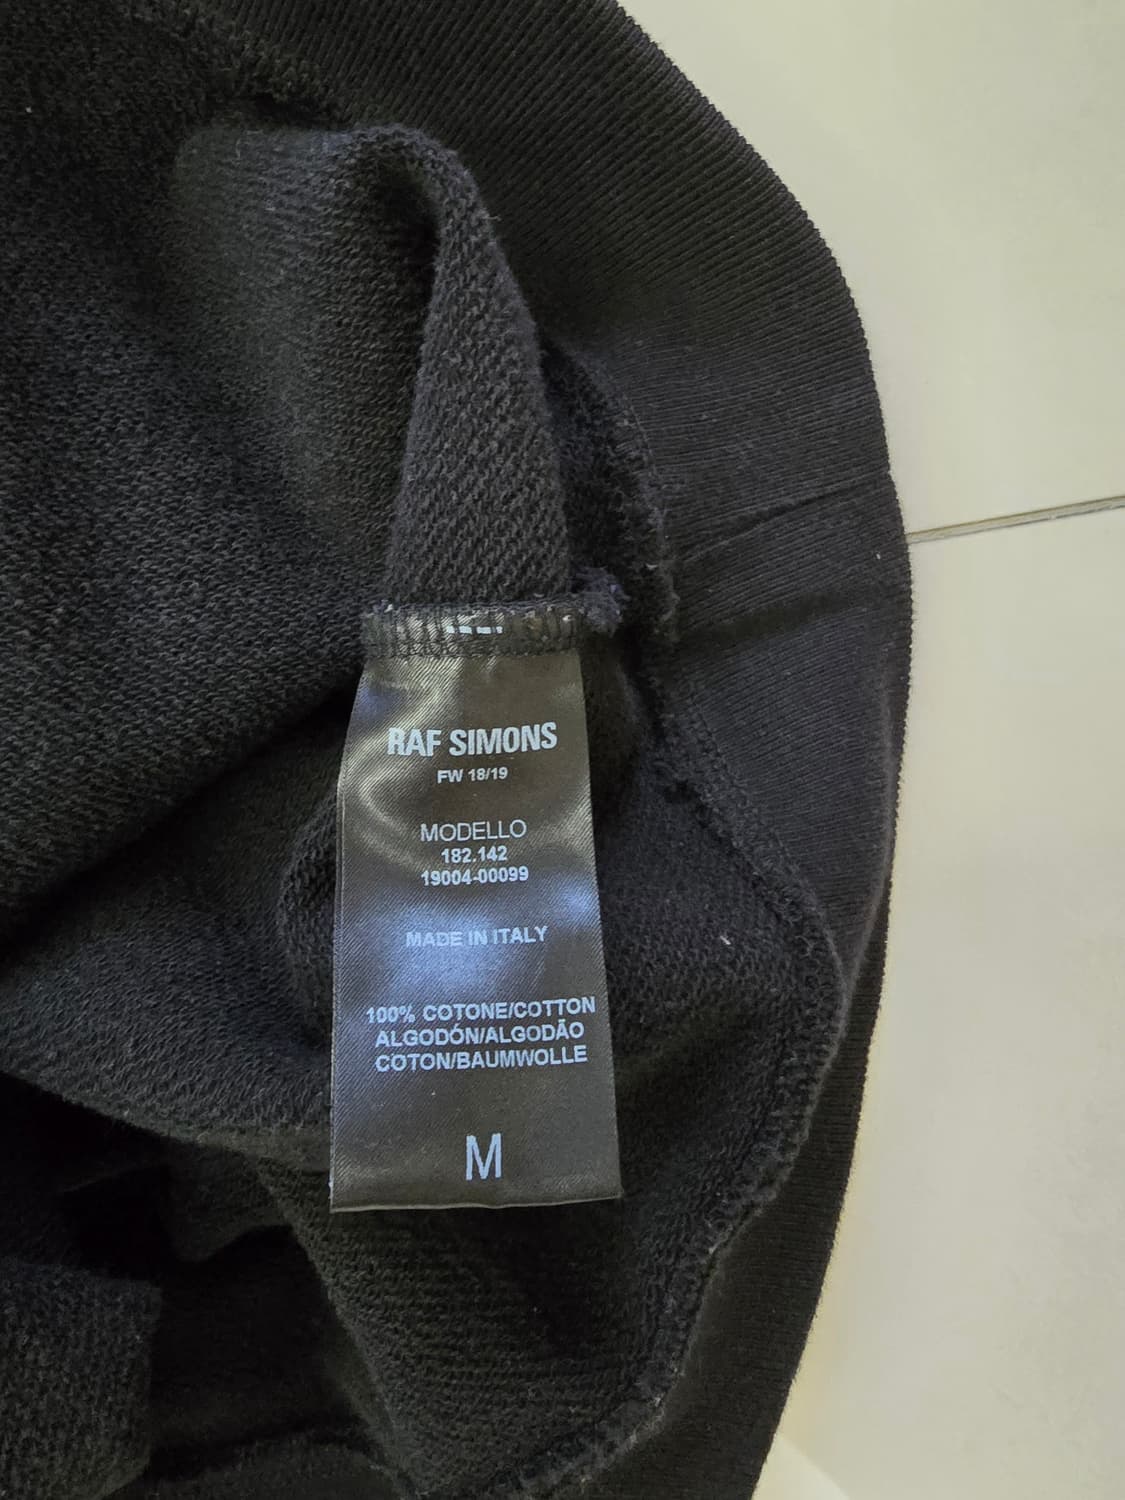 RAF SIMONS
FW 18/19
MODELLO
182.142
19004-00099
MADE IN ITALY
100% COTONE/COTTON
ALGODÓN/ALGODÃO
COTON/BAUMWOLLE
M